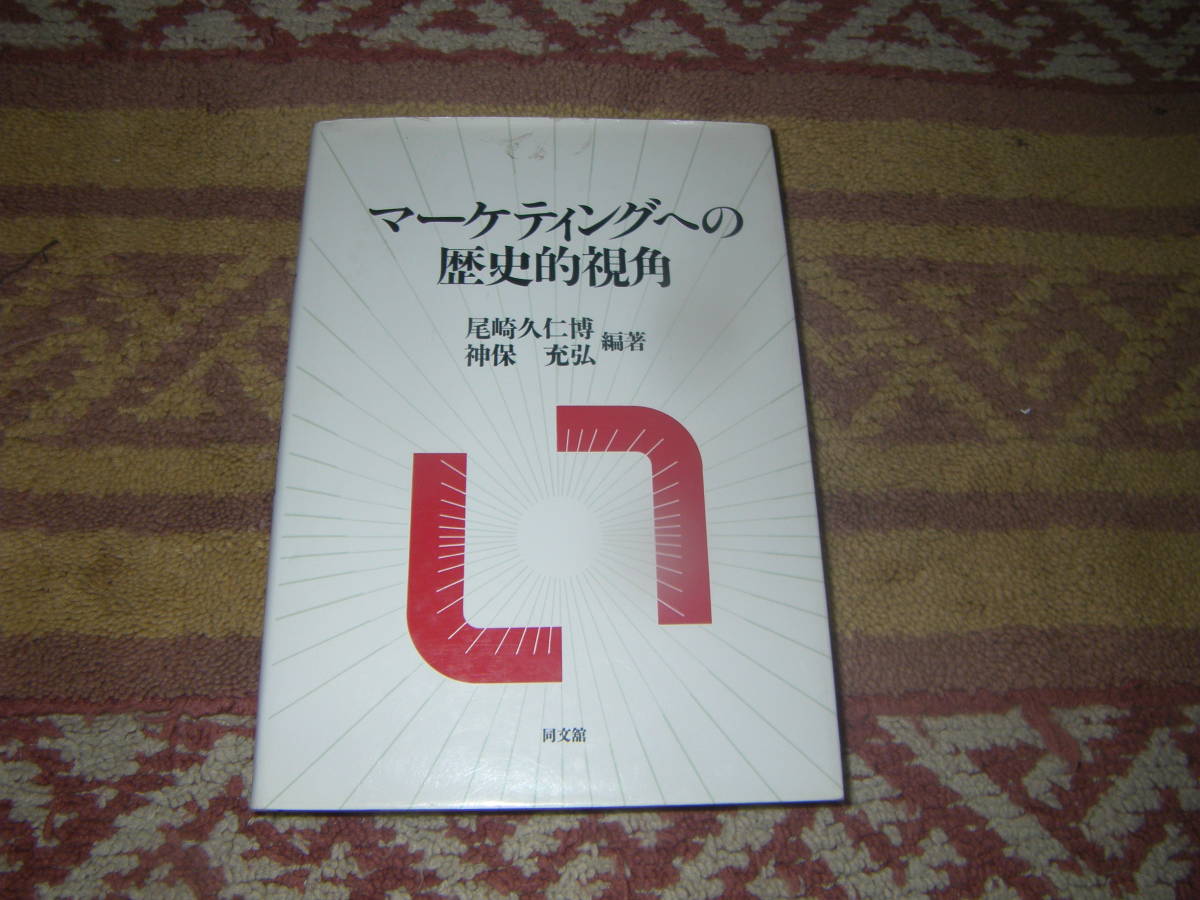 マーケティングへの
歴史的視角
尾崎久仁博
神保 充弘 編著
同文舘